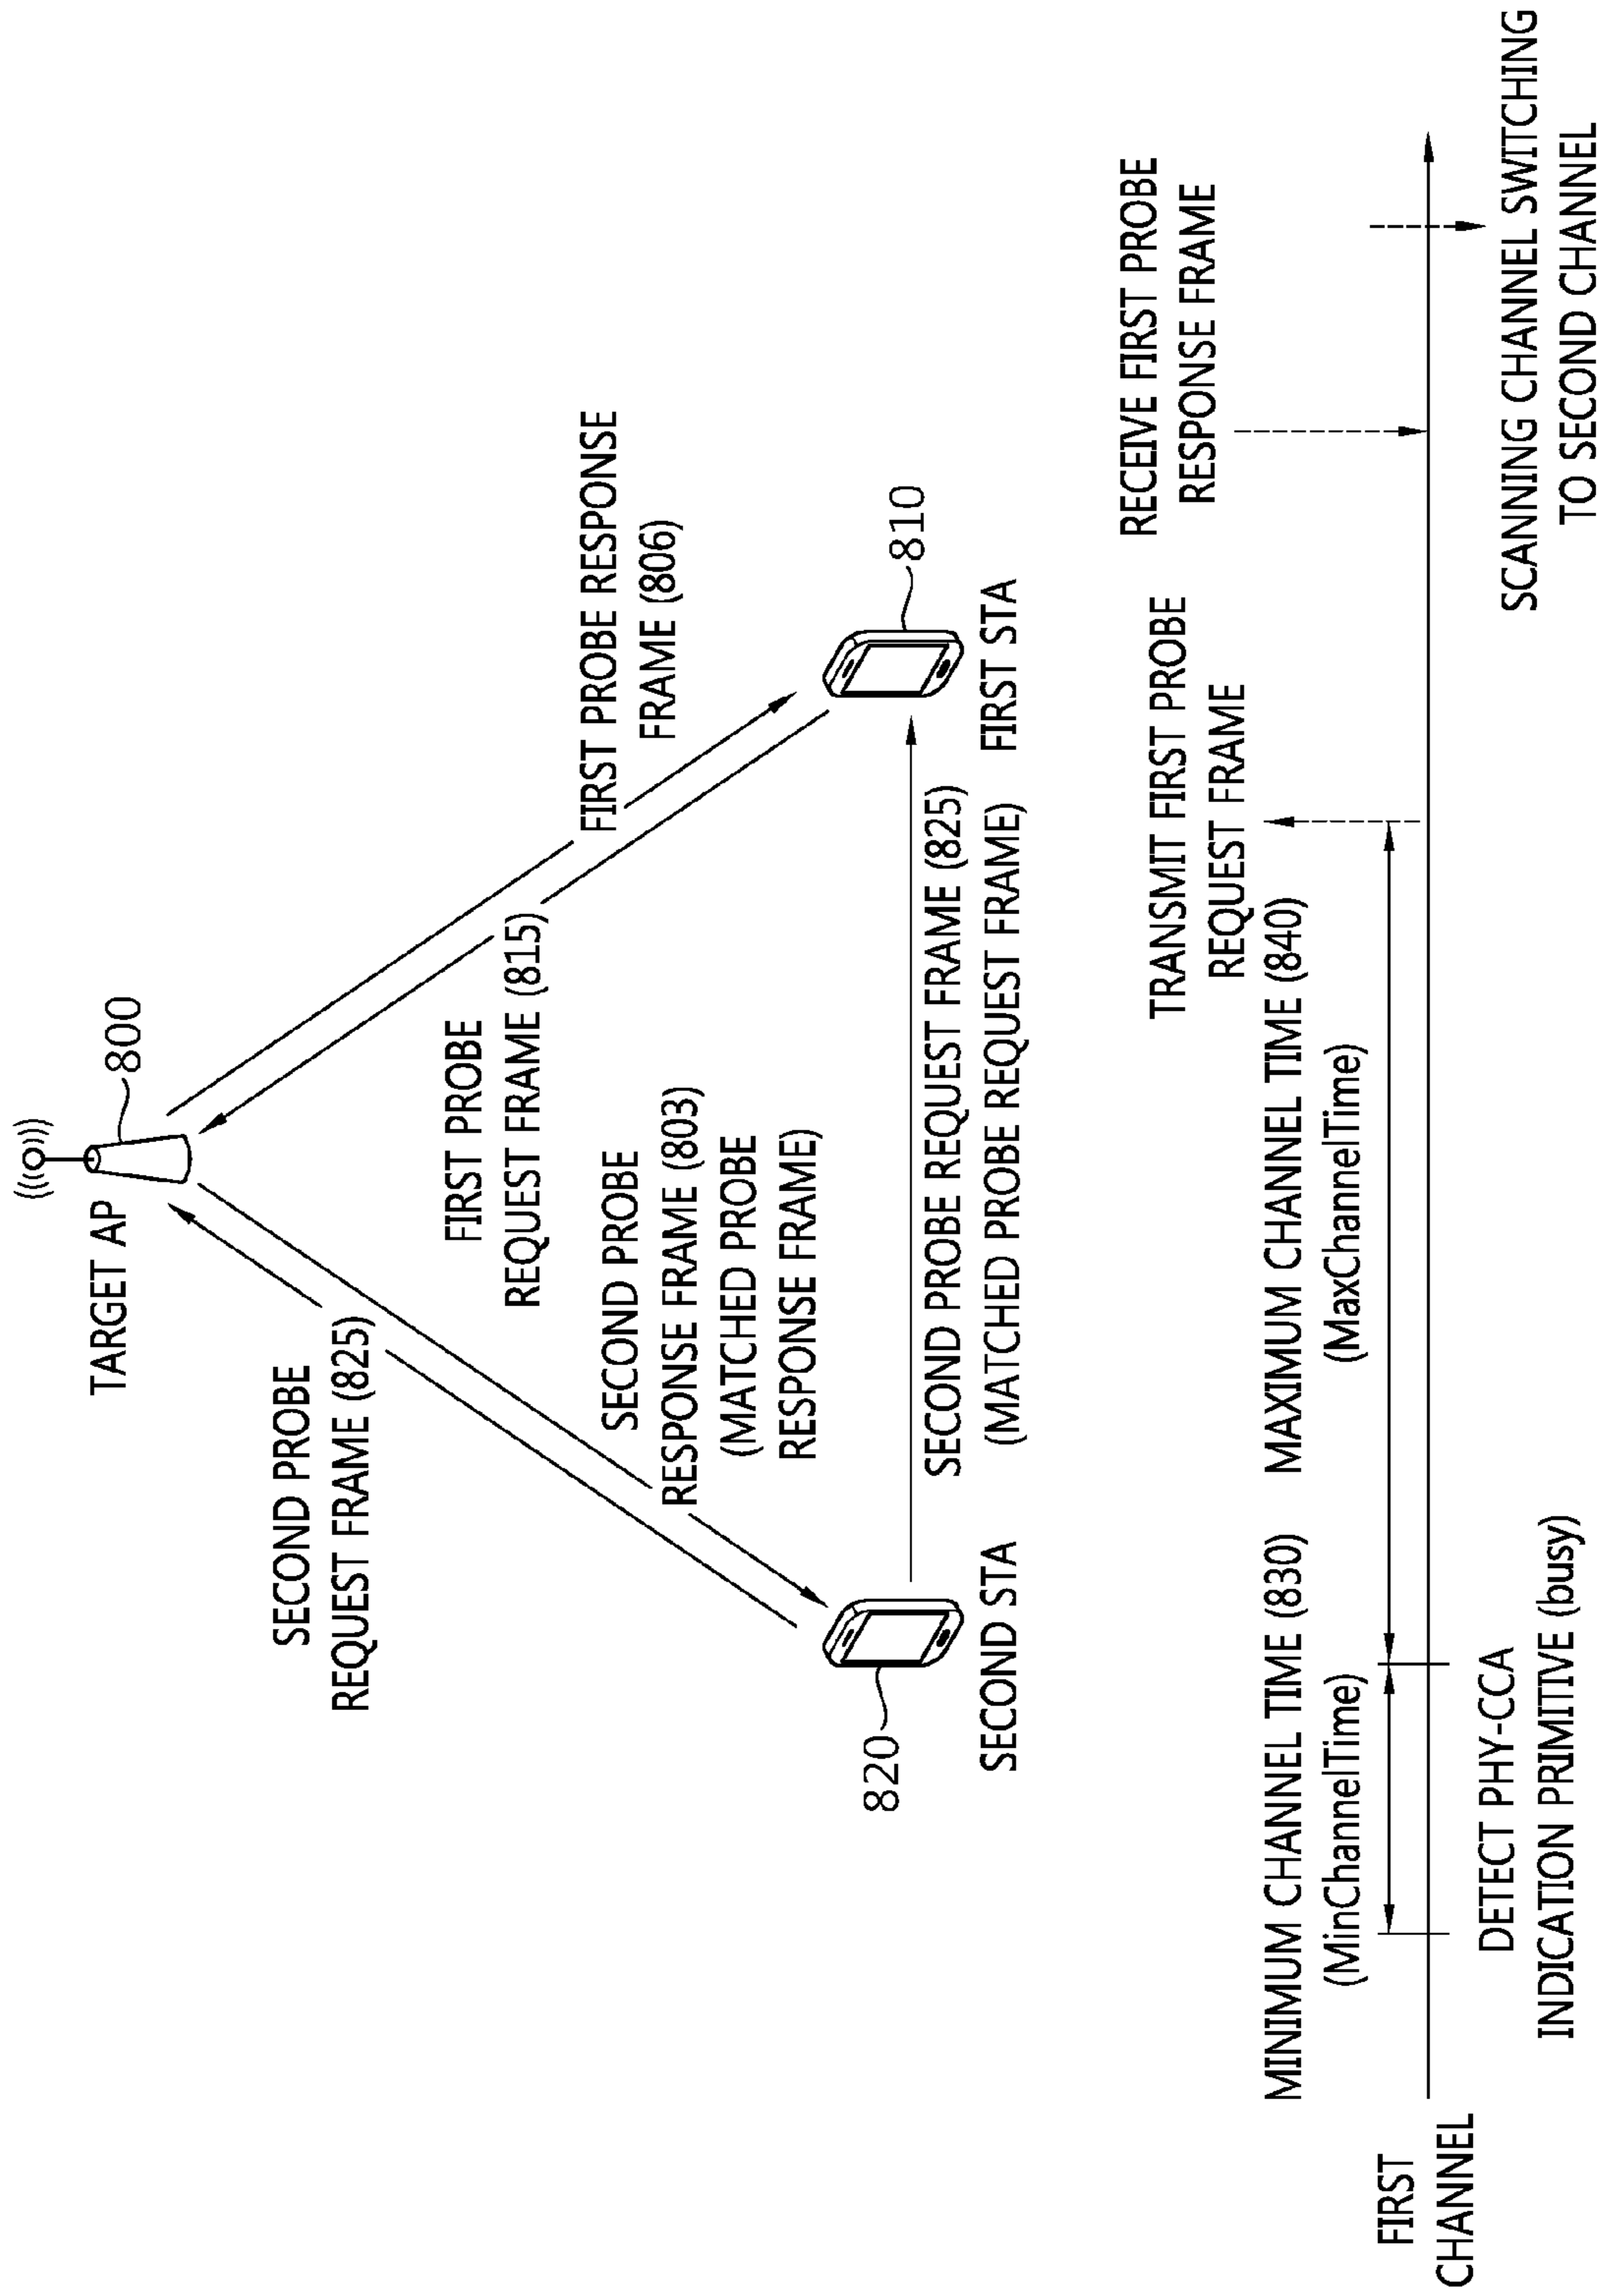 TARGET AP
800
SECOND PROBE
REQUEST FRAME (825)
FIRST PROBE
REQUEST FRAME (815)
FIRST PROBE RESPONSE
FRAME (806)
SECOND PROBE
RESPONSE FRAME (803)
(MATCHED PROBE
RESPONSE FRAME)
820
SECOND STA
810
FIRST STA
SECOND PROBE REQUEST FRAME (825)
(MATCHED PROBE REQUEST FRAME)
MINIMUM CHANNEL TIME (830)
(MinChannelTime)
MAXIMUM CHANNEL TIME (840)
(MaxChannelTime)
TRANSMIT FIRST PROBE
REQUEST FRAME
RECEIVE FIRST PROBE
RESPONSE FRAME
FIRST
CHANNEL
DETECT PHY-CCA
INDICATION PRIMITIVE (busy)
SCANNING CHANNEL SWITCHING
TO SECOND CHANNEL